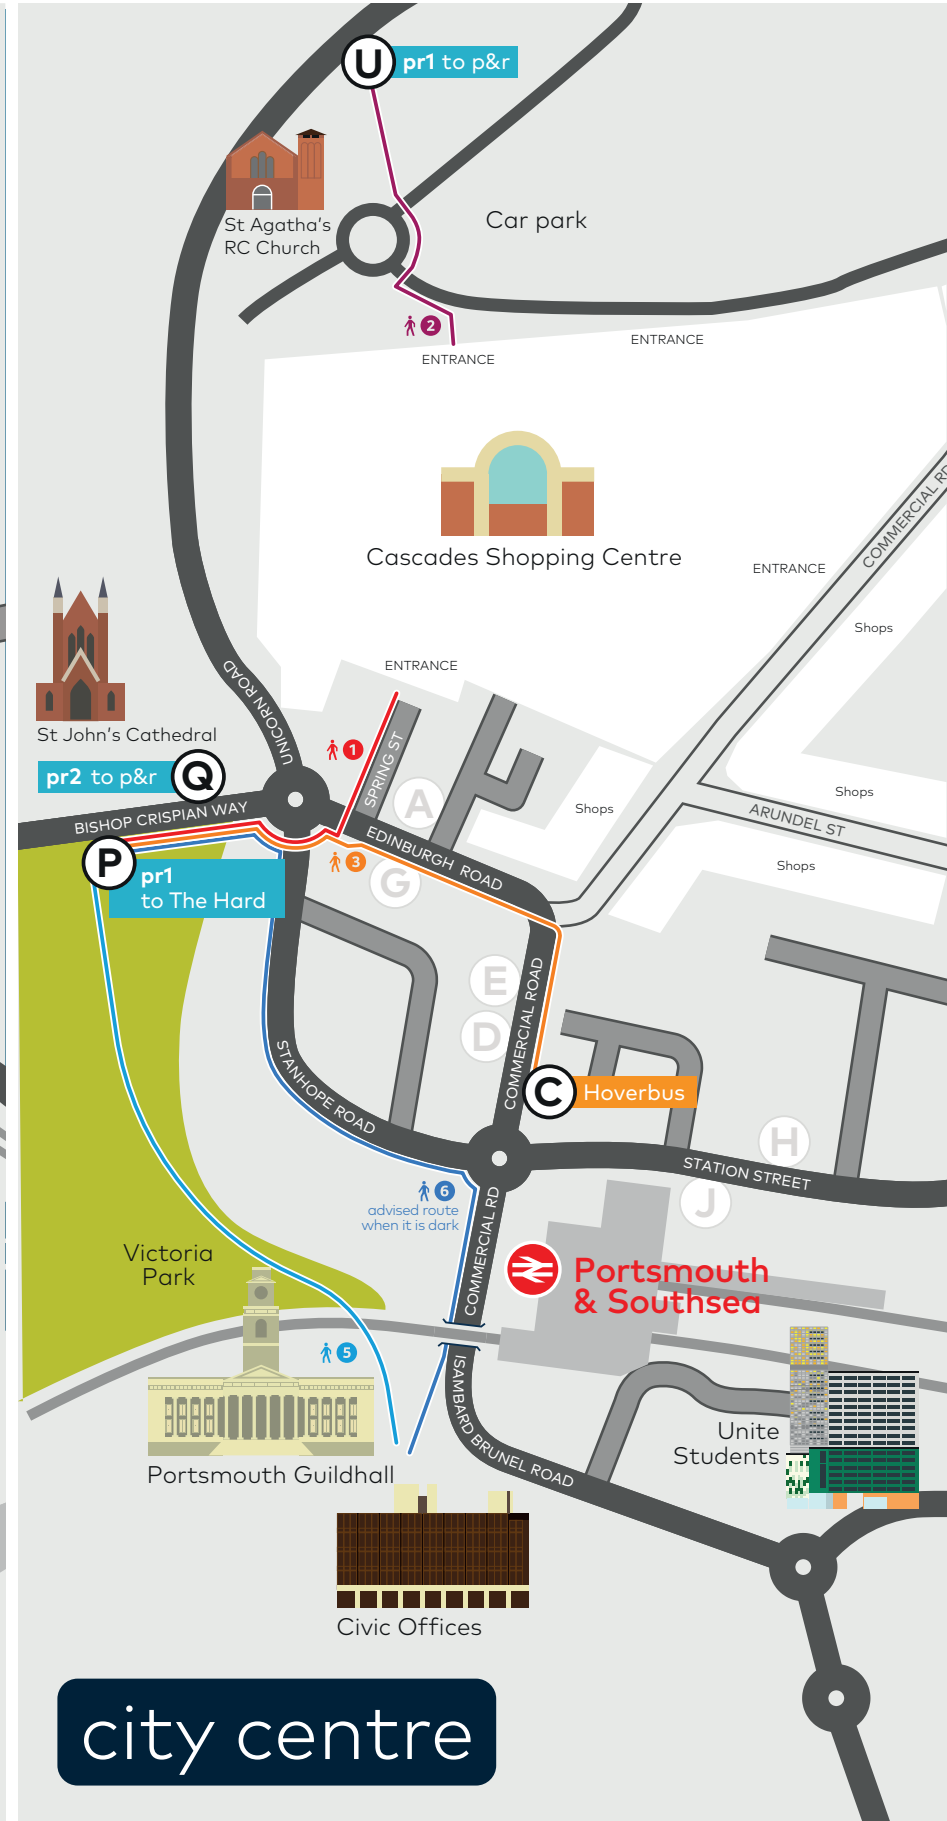 U
pr1 to p&r
St Agatha's
RC Church
Car park
2
ENTRANCE
ENTRANCE
Cascades Shopping Centre
COMMERCIAL RD
ENTRANCE
Shops
ENTRANCE
UNICORN ROAD
St John's Cathedral
pr2 to p&r
Q
1
SPRING ST
A
Shops
Shops
ARUNDEL ST
Shops
BISHOP CRISPIAN WAY
EDINBURGH ROAD
3
P
pr1
to The Hard
G
E
D
COMMERCIAL ROAD
C
Hoverbus
STANHOPE ROAD
H
STATION STREET
J
6
advised route
when it is dark
COMMERCIAL RD
Victoria
Park
Portsmouth
& Southsea
5
ISAMBARD BRUNEL ROAD
Unite
Students
Portsmouth Guildhall
Civic Offices
city centre